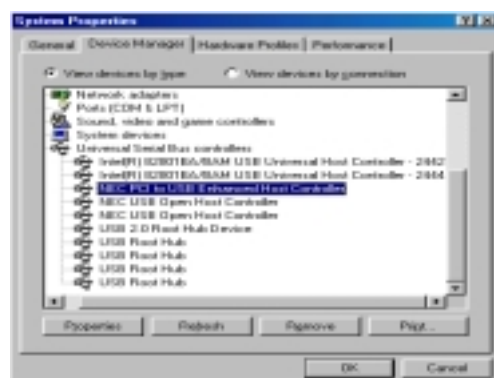 System Properties
General Device Manager Hardware Profiles Performance
View devices by type View devices by connection
Network adapters
Ports (COM & LPT)
Sound, video and game controllers
System devices
Universal Serial Bus controllers
Intel(R) 82801BA/BAM USB Universal Host Controller - 2442
Intel(R) 82801BA/BAM USB Universal Host Controller - 2444
NEC PCI to USB Enhanced Host Controller
NEC USB Open Host Controller
NEC USB Open Host Controller
USB 2.0 Root Hub Device
USB Root Hub
USB Root Hub
USB Root Hub
USB Root Hub
Properties Refresh Remove Print...
OK Cancel